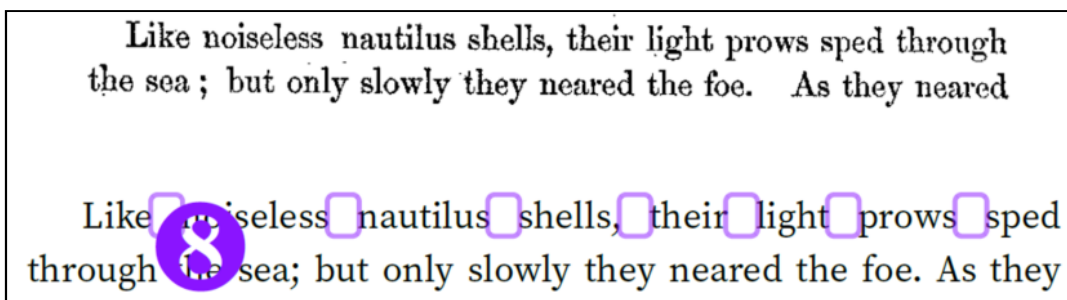 Like noiseless nautilus shells, their light prows sped through
the sea ; but only slowly they neared the foe. As they neared
Like noiseless nautilus shells, their light prows sped
8
through the sea; but only slowly they neared the foe. As they